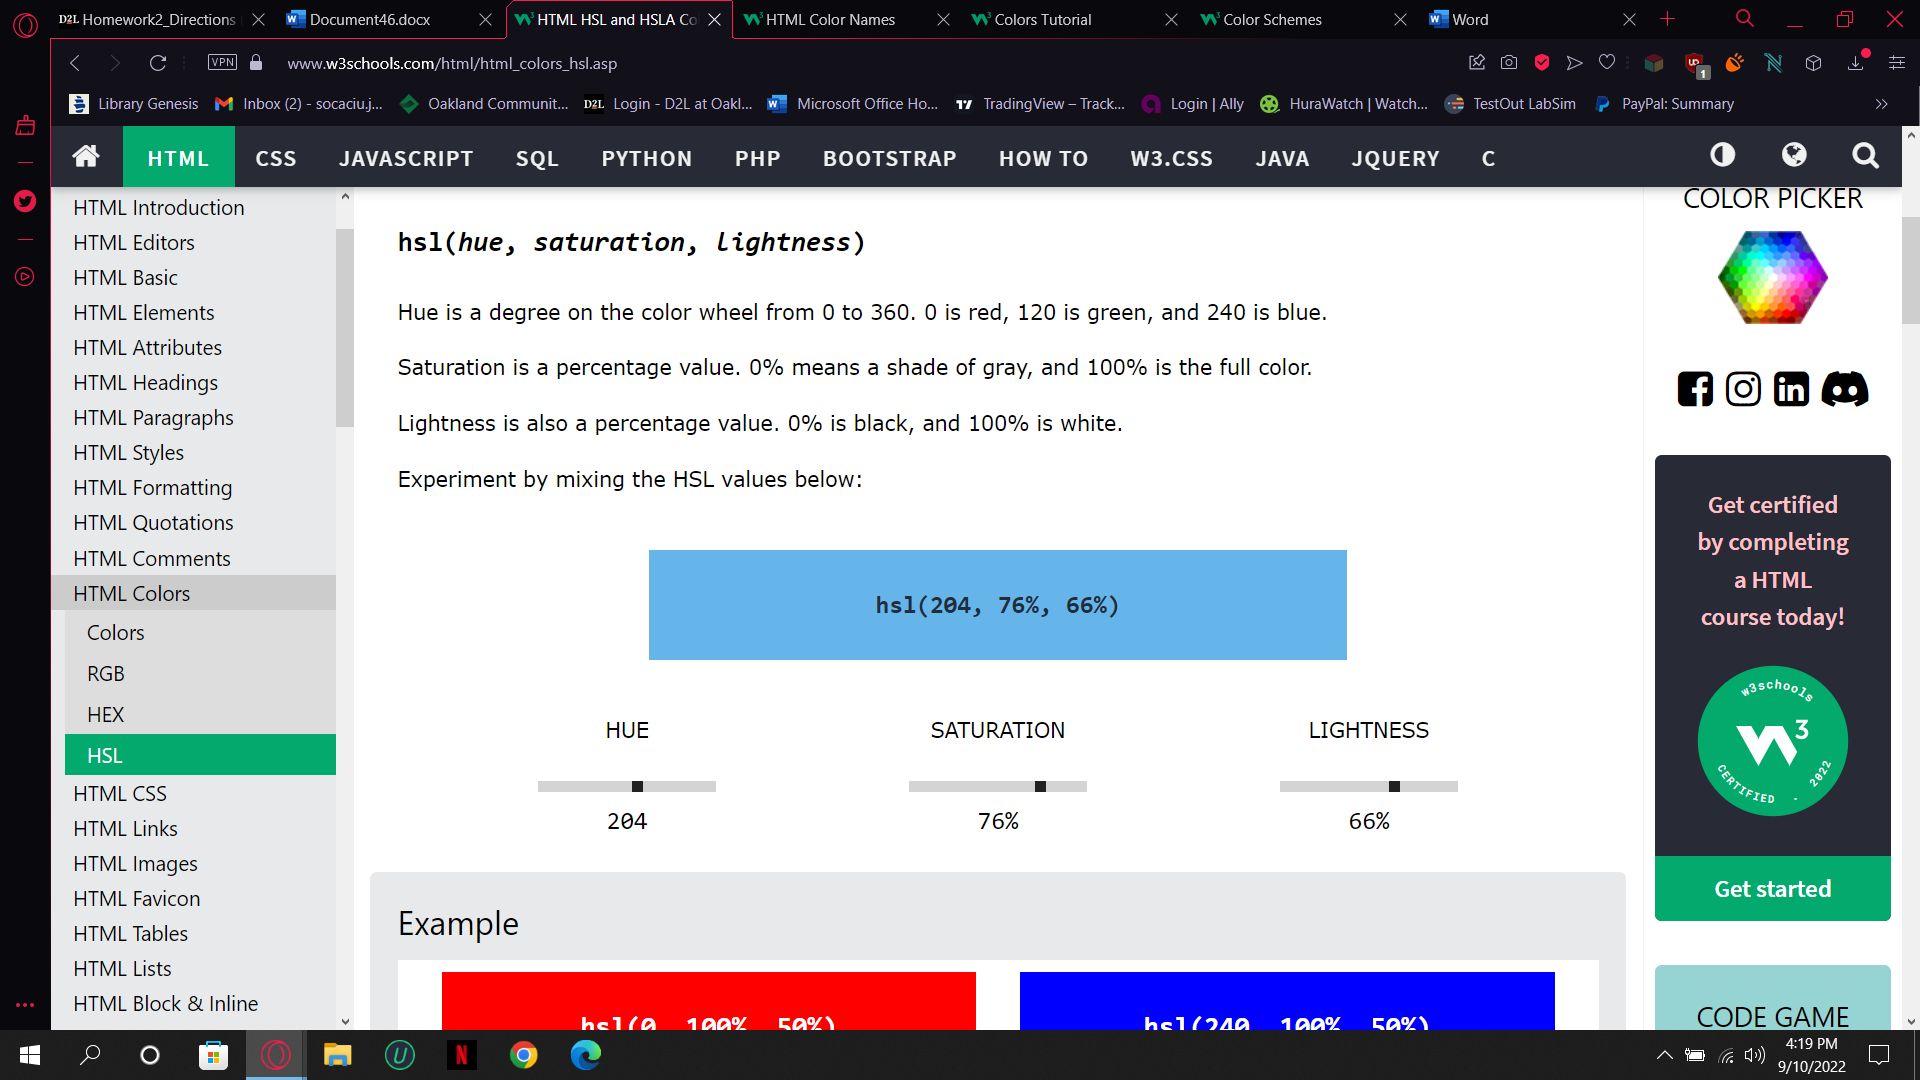 Homework2_Directions
Document46.docx
HTML HSL and HSLA Co
HTML Color Names
Colors Tutorial
Color Schemes
Word
VPN
www.w3schools.com/html/html_colors_hsl.asp
Library Genesis
Inbox (2) - socaciu.j...
Oakland Communit...
D2L
Login - D2L at Oakl...
Microsoft Office Ho...
TradingView – Track...
Login | Ally
HuraWatch | Watch...
TestOut LabSim
PayPal: Summary
HTML
CSS
JAVASCRIPT
SQL
PYTHON
PHP
BOOTSTRAP
HOW TO
W3.CSS
JAVA
JQUERY
C
HTML Introduction
HTML Editors
HTML Basic
HTML Elements
HTML Attributes
HTML Headings
HTML Paragraphs
HTML Styles
HTML Formatting
HTML Quotations
HTML Comments
HTML Colors
Colors
RGB
HEX
HSL
HTML CSS
HTML Links
HTML Images
HTML Favicon
HTML Tables
HTML Lists
HTML Block & Inline
hsl(hue, saturation, lightness)
Hue is a degree on the color wheel from 0 to 360. 0 is red, 120 is green, and 240 is blue.
Saturation is a percentage value. 0% means a shade of gray, and 100% is the full color.
Lightness is also a percentage value. 0% is black, and 100% is white.
Experiment by mixing the HSL values below:
hsl(204, 76%, 66%)
HUE
SATURATION
LIGHTNESS
204
76%
66%
Example
hsl(0, 100%, 50%)
hsl(240, 100%, 50%)
COLOR PICKER
Get certified
by completing
a HTML
course today!
w3schools
3
CERTIFIED . 2022
Get started
CODE GAME
4:19 PM
9/10/2022